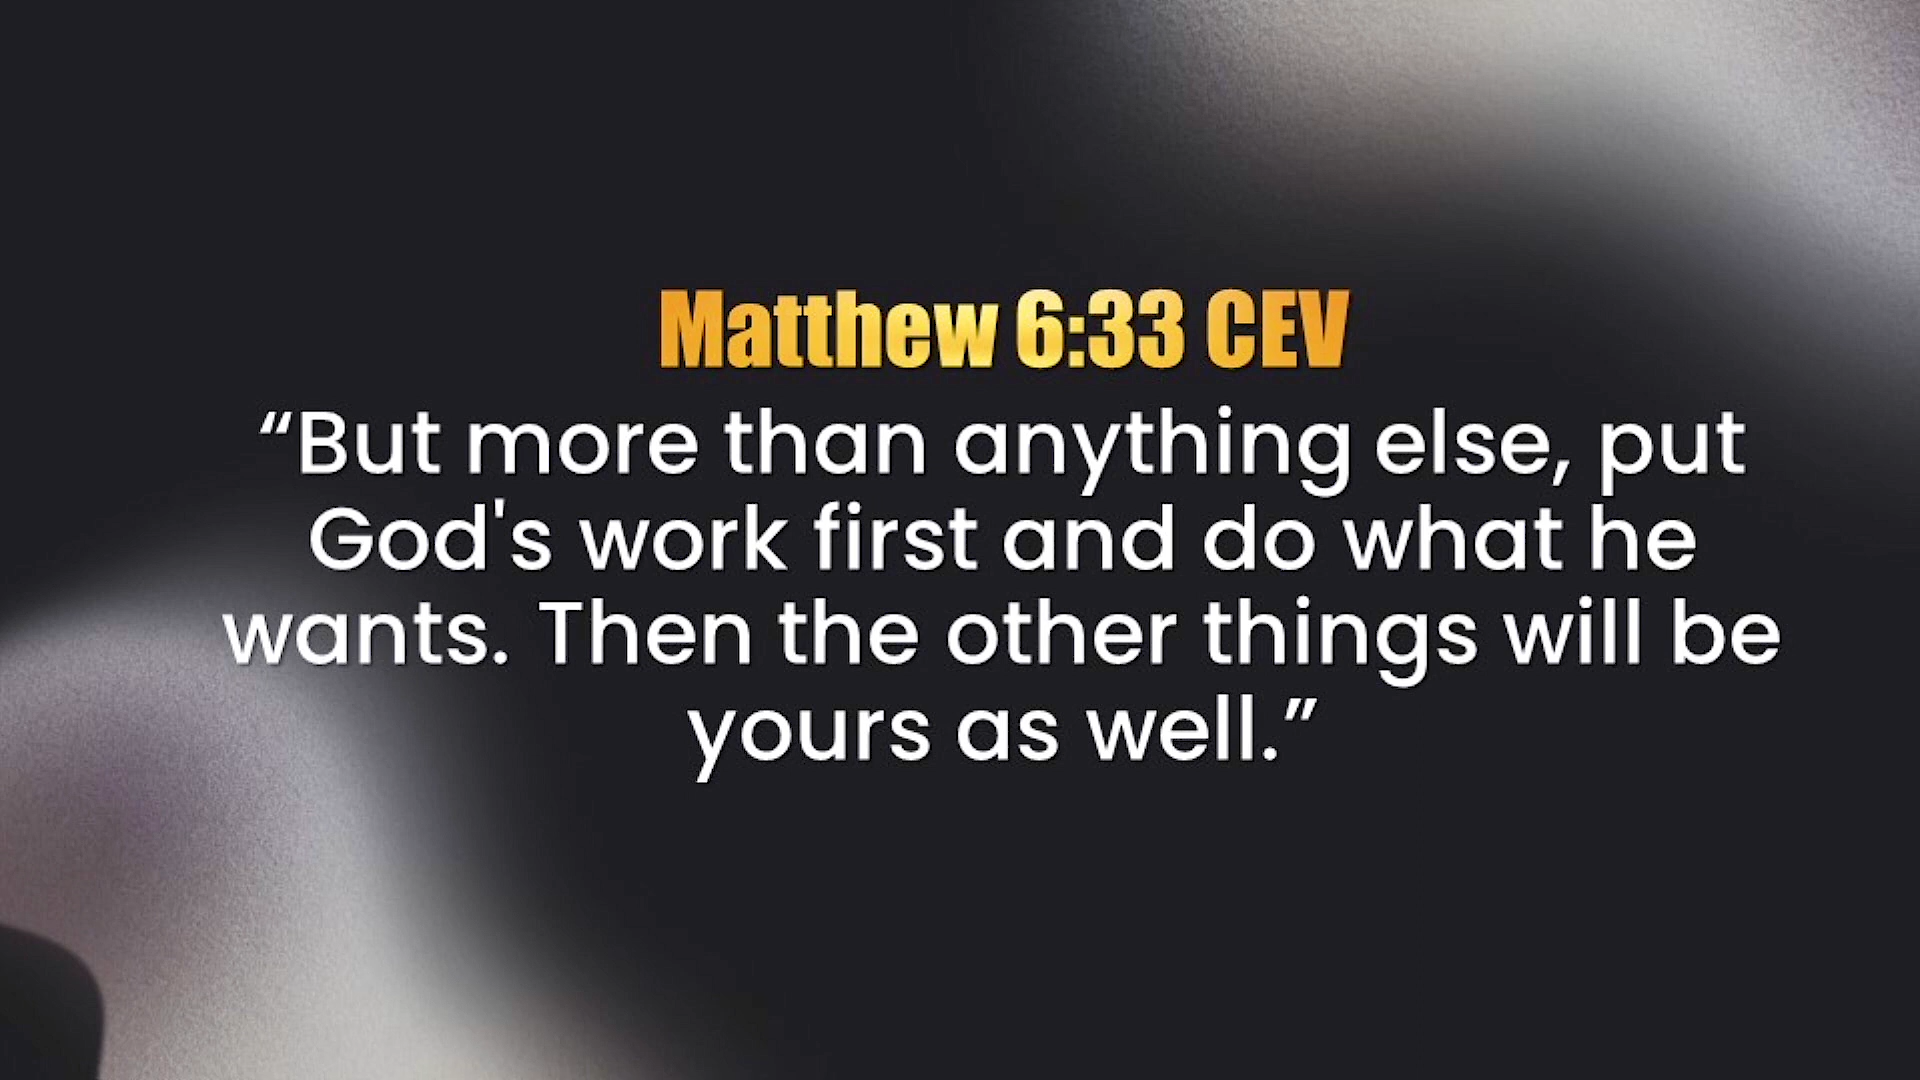 Matthew 6:33 CEV
“But more than anything else, put
God's work first and do what he
wants. Then the other things will be
yours as well.”